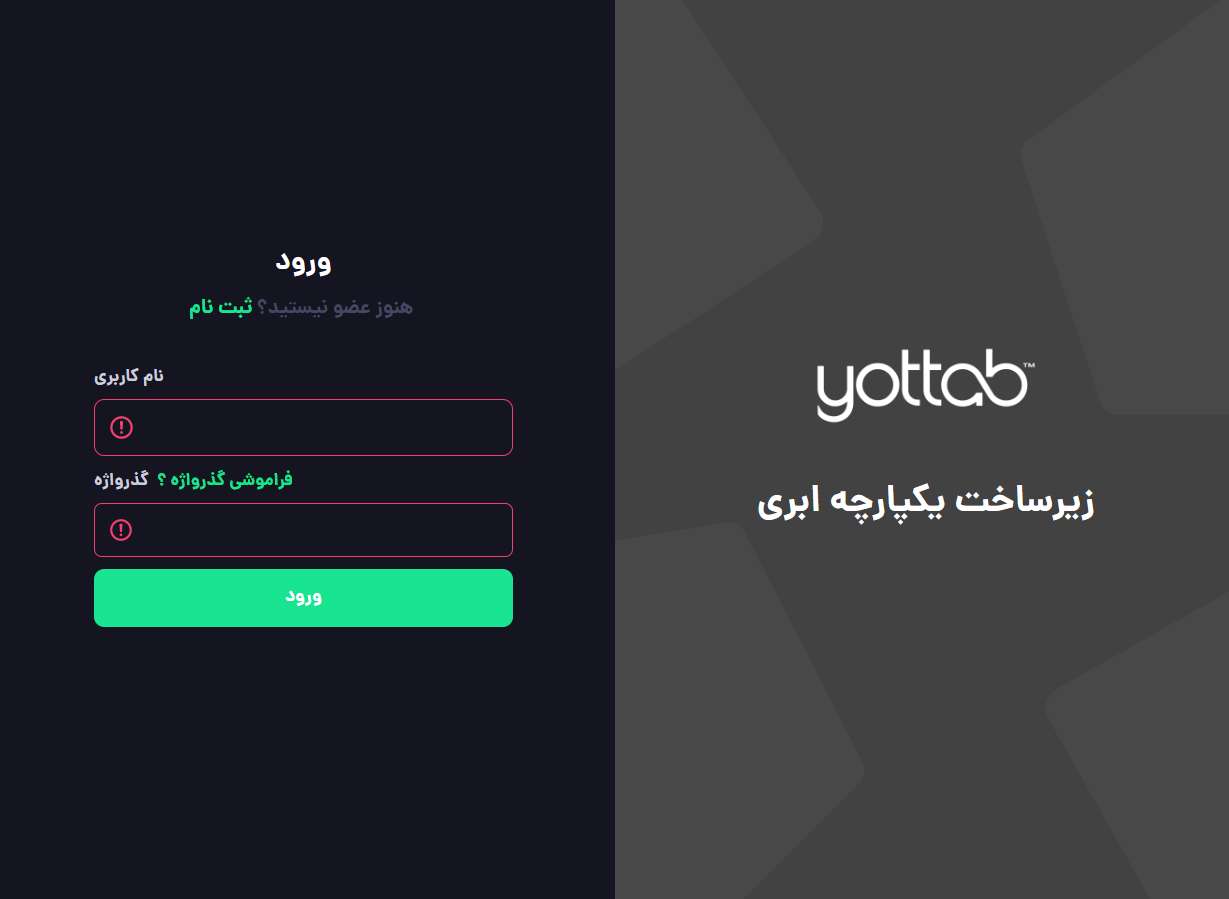 yottab™
زیرساخت یکپارچه ابری
ورود
هنوز عضو نیستید؟ ثبت نام
نام کاربری
گذرواژه فراموشی گذرواژه ؟
ورود